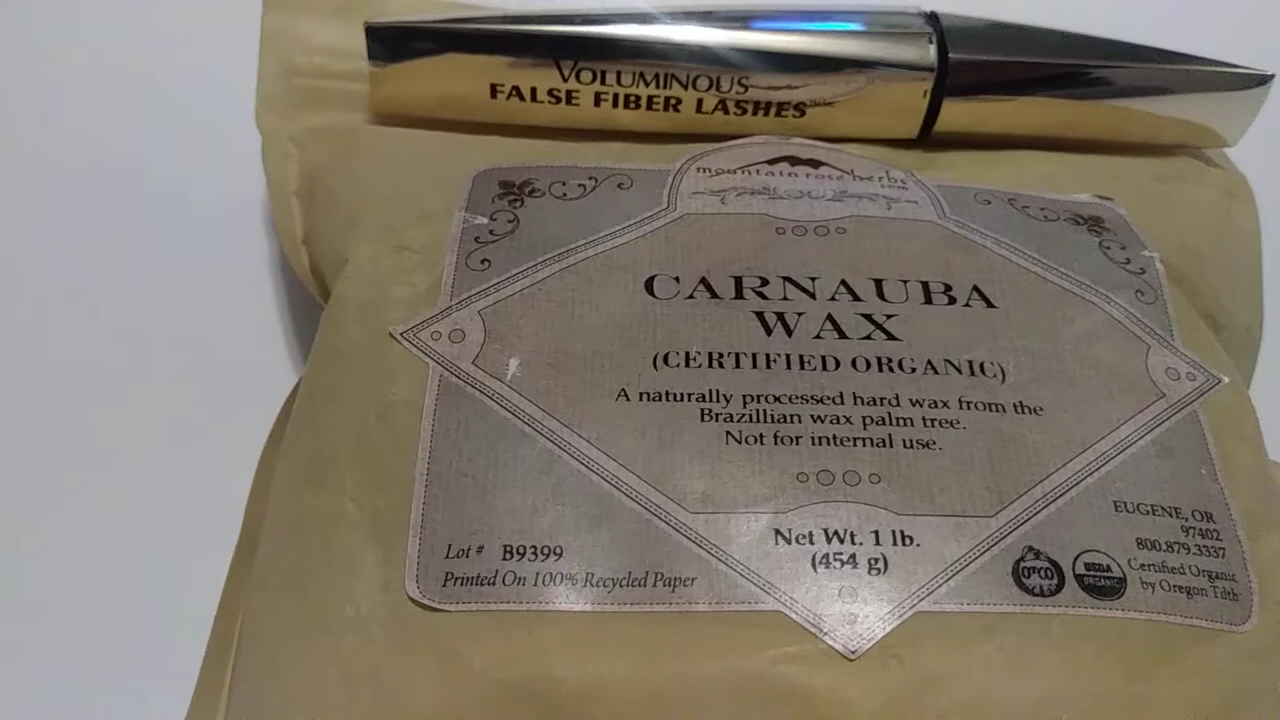 VOLUMINOUS
FALSE FIBER LASHES
mountain rose herbs
.com
CARNAUBA
WAX
(CERTIFIED ORGANIC)
A naturally processed hard wax from the
Brazillian wax palm tree.
Not for internal use.
Net Wt. 1 lb.
(454 g)
Lot # B9399
Printed On 100% Recycled Paper
EUGENE, OR
97402
800.879.3337
Certified Organic
by Oregon Tilth
OTCO
USDA
ORGANIC